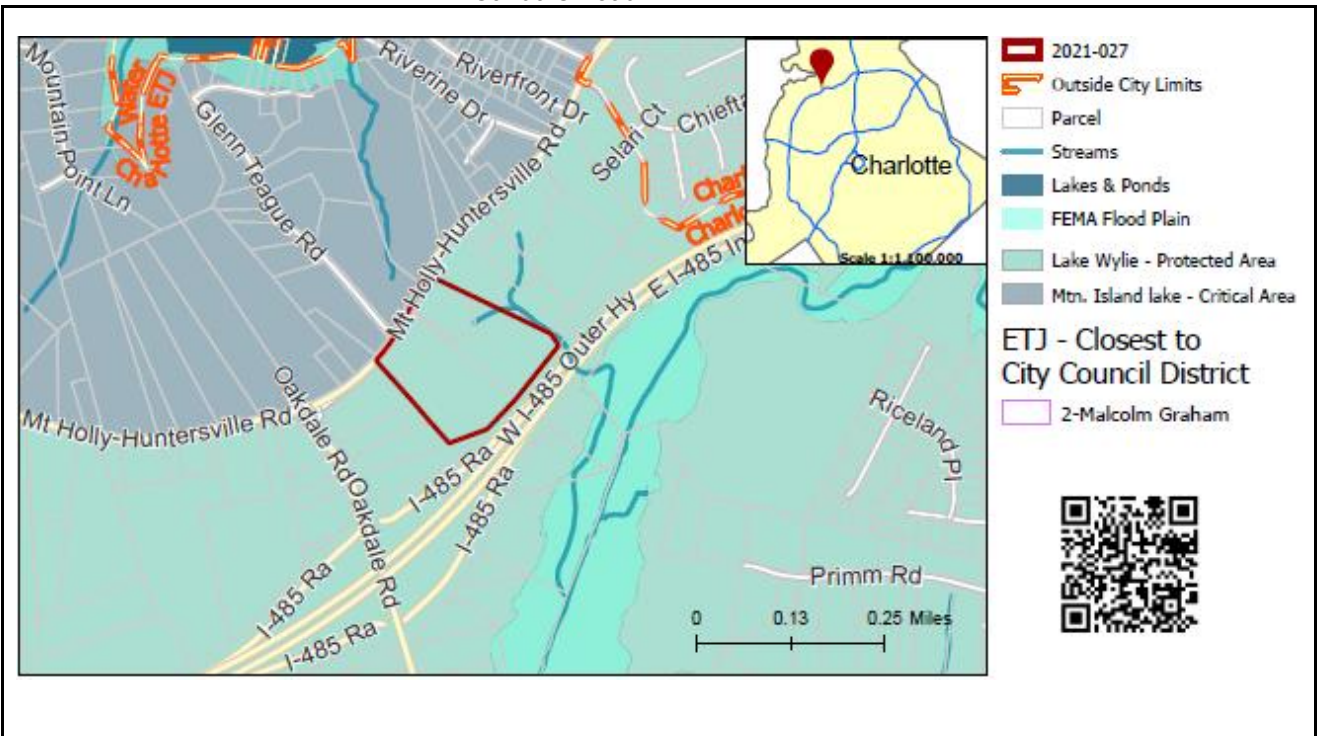 Mountain Point Ln
Water
Charlotte ETJ
Glenn Teague Rd
Riverine Dr
Riverfront Dr
Selari Ct
Mt Holly-Huntersville Rd
E I-485 In
W I-485 Outer Hy
Mt Holly-Huntersville Rd
Oakdale Rd
Oakdale Rd
I-485 Ra
I-485 Ra
I-485 Ra
I-485 Ra
Riceland Pl
Primm Rd
0 0.13 0.25 Miles
Charlotte
Scale 1:1,100,000
2021-027
Outside City Limits
Parcel
Streams
Lakes & Ponds
FEMA Flood Plain
Lake Wylie - Protected Area
Mtn. Island lake - Critical Area
ETJ - Closest to
City Council District
2-Malcolm Graham